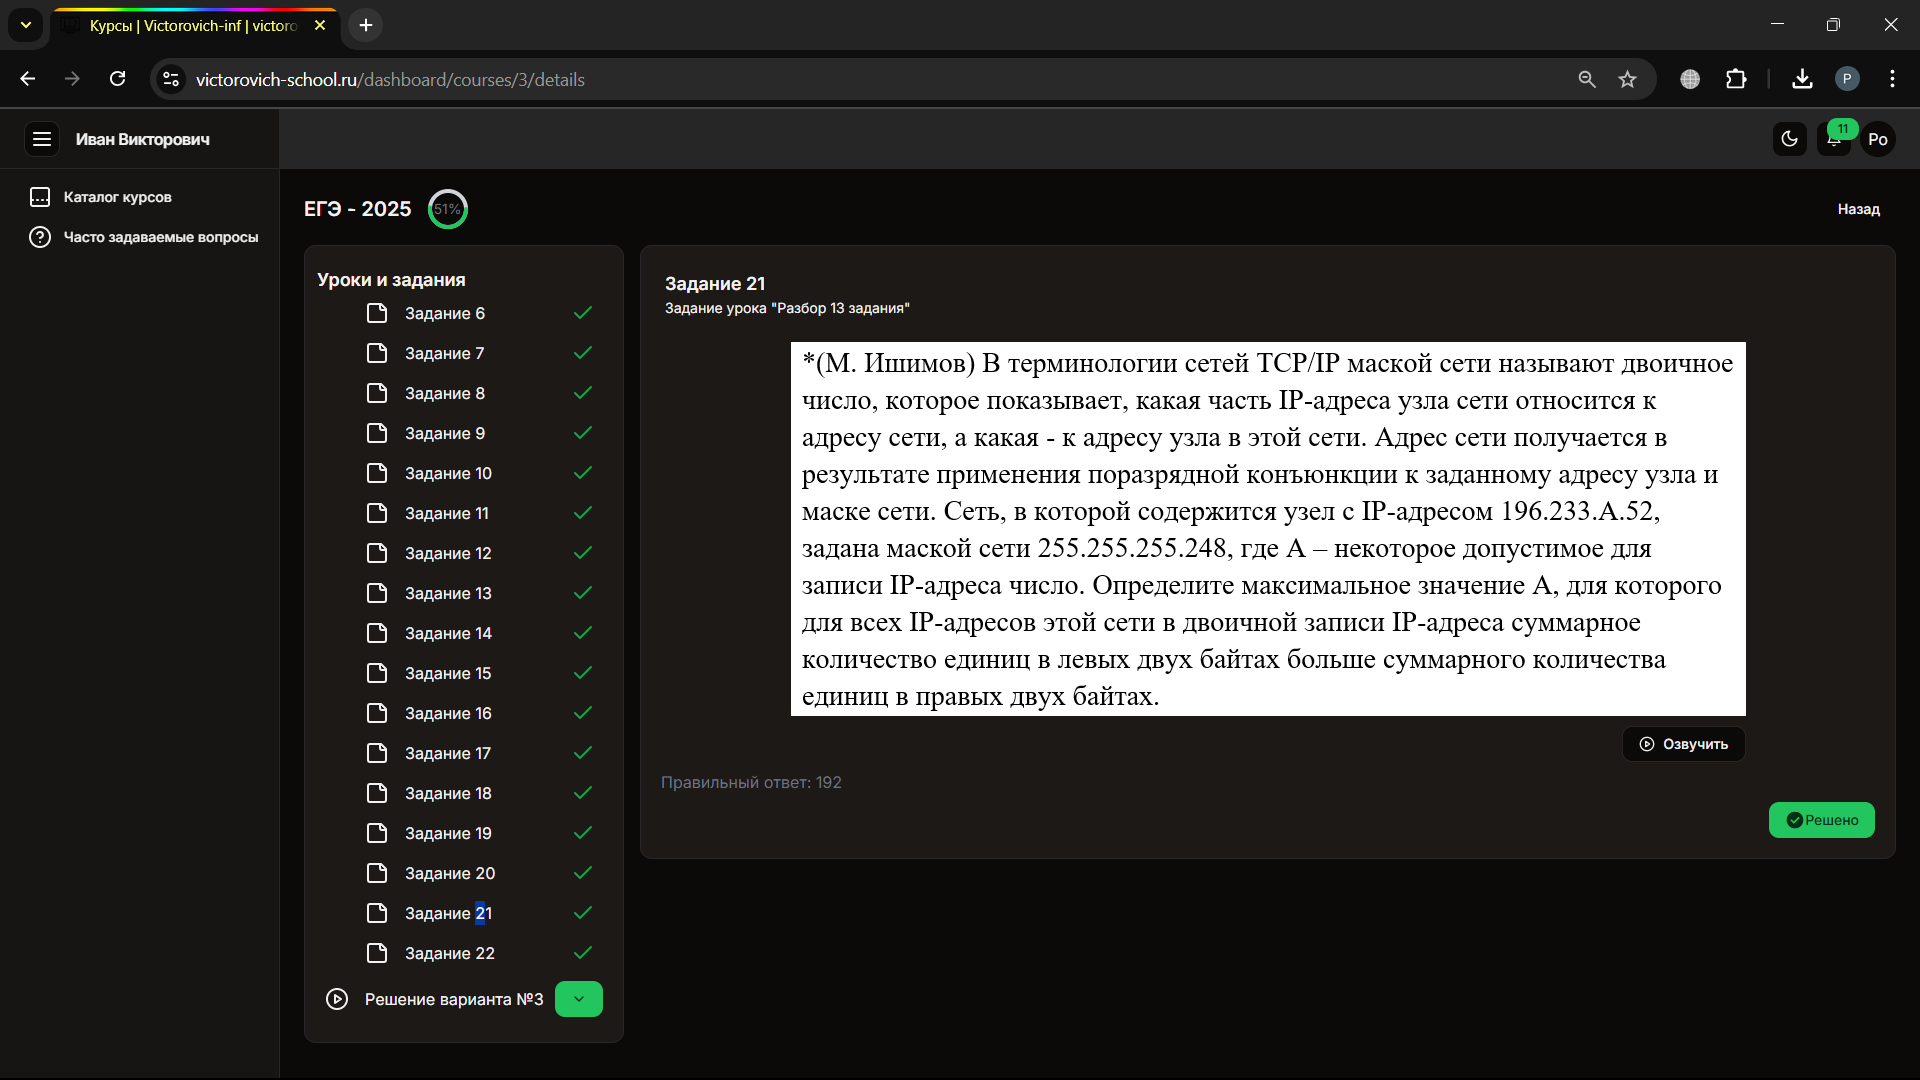 Курсы | Victorovich-inf | victoro
victorovich-school.ru/dashboard/courses/3/details
P
Иван Викторович
11
Po
Каталог курсов
Часто задаваемые вопросы
ЕГЭ - 2025
51%
Назад
Уроки и задания
Задание 6
Задание 7
Задание 8
Задание 9
Задание 10
Задание 11
Задание 12
Задание 13
Задание 14
Задание 15
Задание 16
Задание 17
Задание 18
Задание 19
Задание 20
Задание 21
Задание 22
Решение варианта №3
Задание 21
Задание урока "Разбор 13 задания"
*(М. Ишимов) В терминологии сетей TCP/IP маской сети называют двоичное
число, которое показывает, какая часть IP-адреса узла сети относится к
адресу сети, а какая - к адресу узла в этой сети. Адрес сети получается в
результате применения поразрядной конъюнкции к заданному адресу узла и
маске сети. Сеть, в которой содержится узел с IP-адресом 196.233.A.52,
задана маской сети 255.255.255.248, где A – некоторое допустимое для
записи IP-адреса число. Определите максимальное значение A, для которого
для всех IP-адресов этой сети в двоичной записи IP-адреса суммарное
количество единиц в левых двух байтах больше суммарного количества
единиц в правых двух байтах.
Озвучить
Правильный ответ: 192
Решено